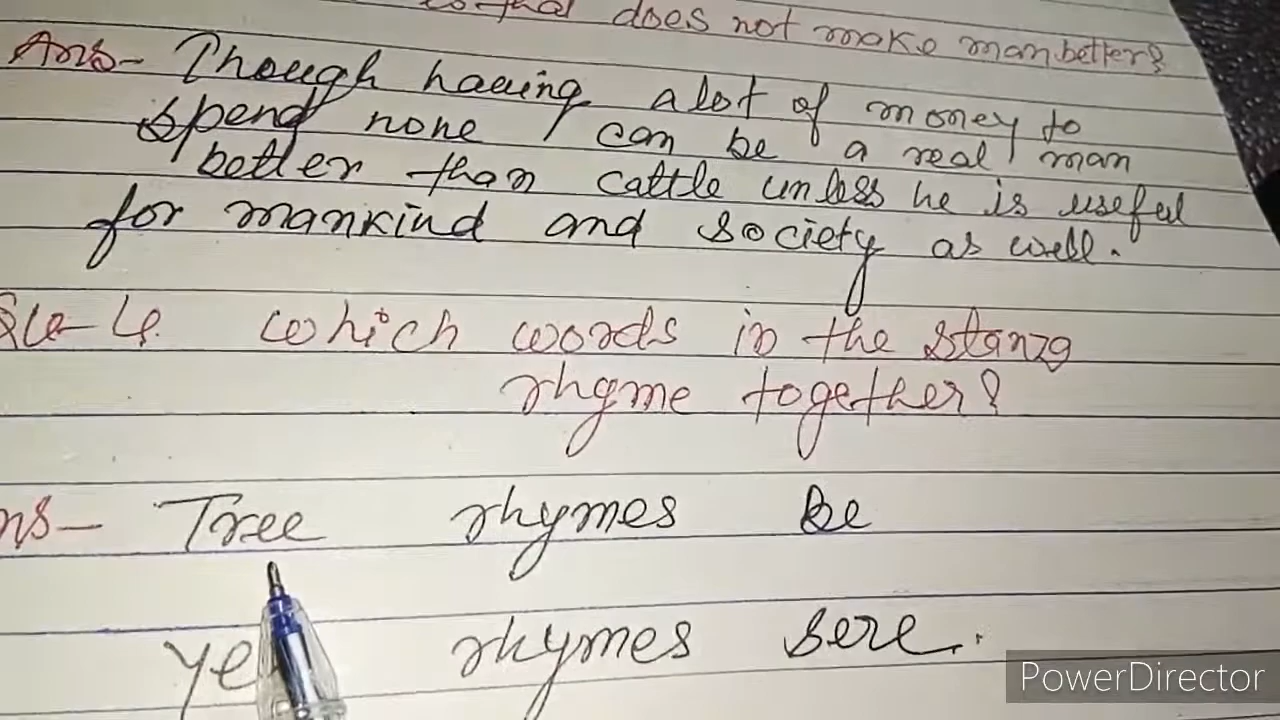 does not make man better?
Ans- Though having a lot of money to
spend none can be a real man
better than cattle unless he is useful
for mankind and society as well.
Que-4. which words in the stanza
rhyme together?
ns- Tree rhymes be
ye rhymes sere.
PowerDirector